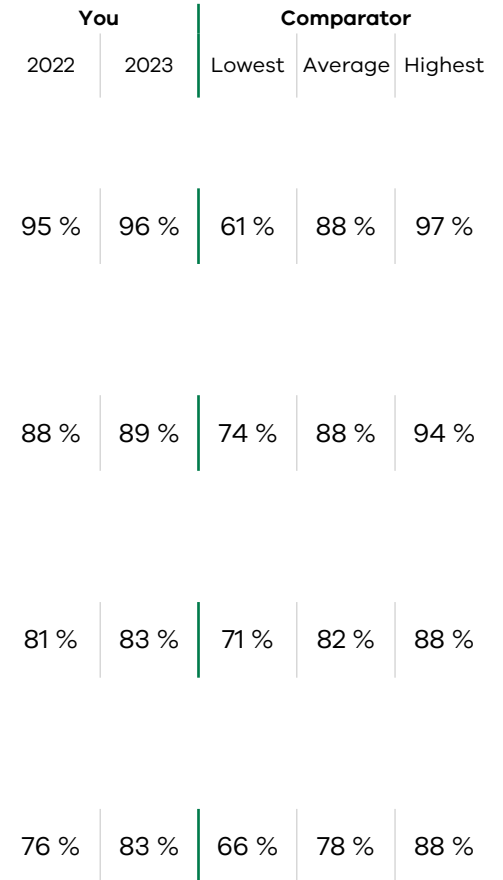 You Comparator
2022 2023 Lowest Average Highest
95 % 96 % 61 % 88 % 97 %
88 % 89 % 74 % 88 % 94 %
81 % 83 % 71 % 82 % 88 %
76 % 83 % 66 % 78 % 88 %